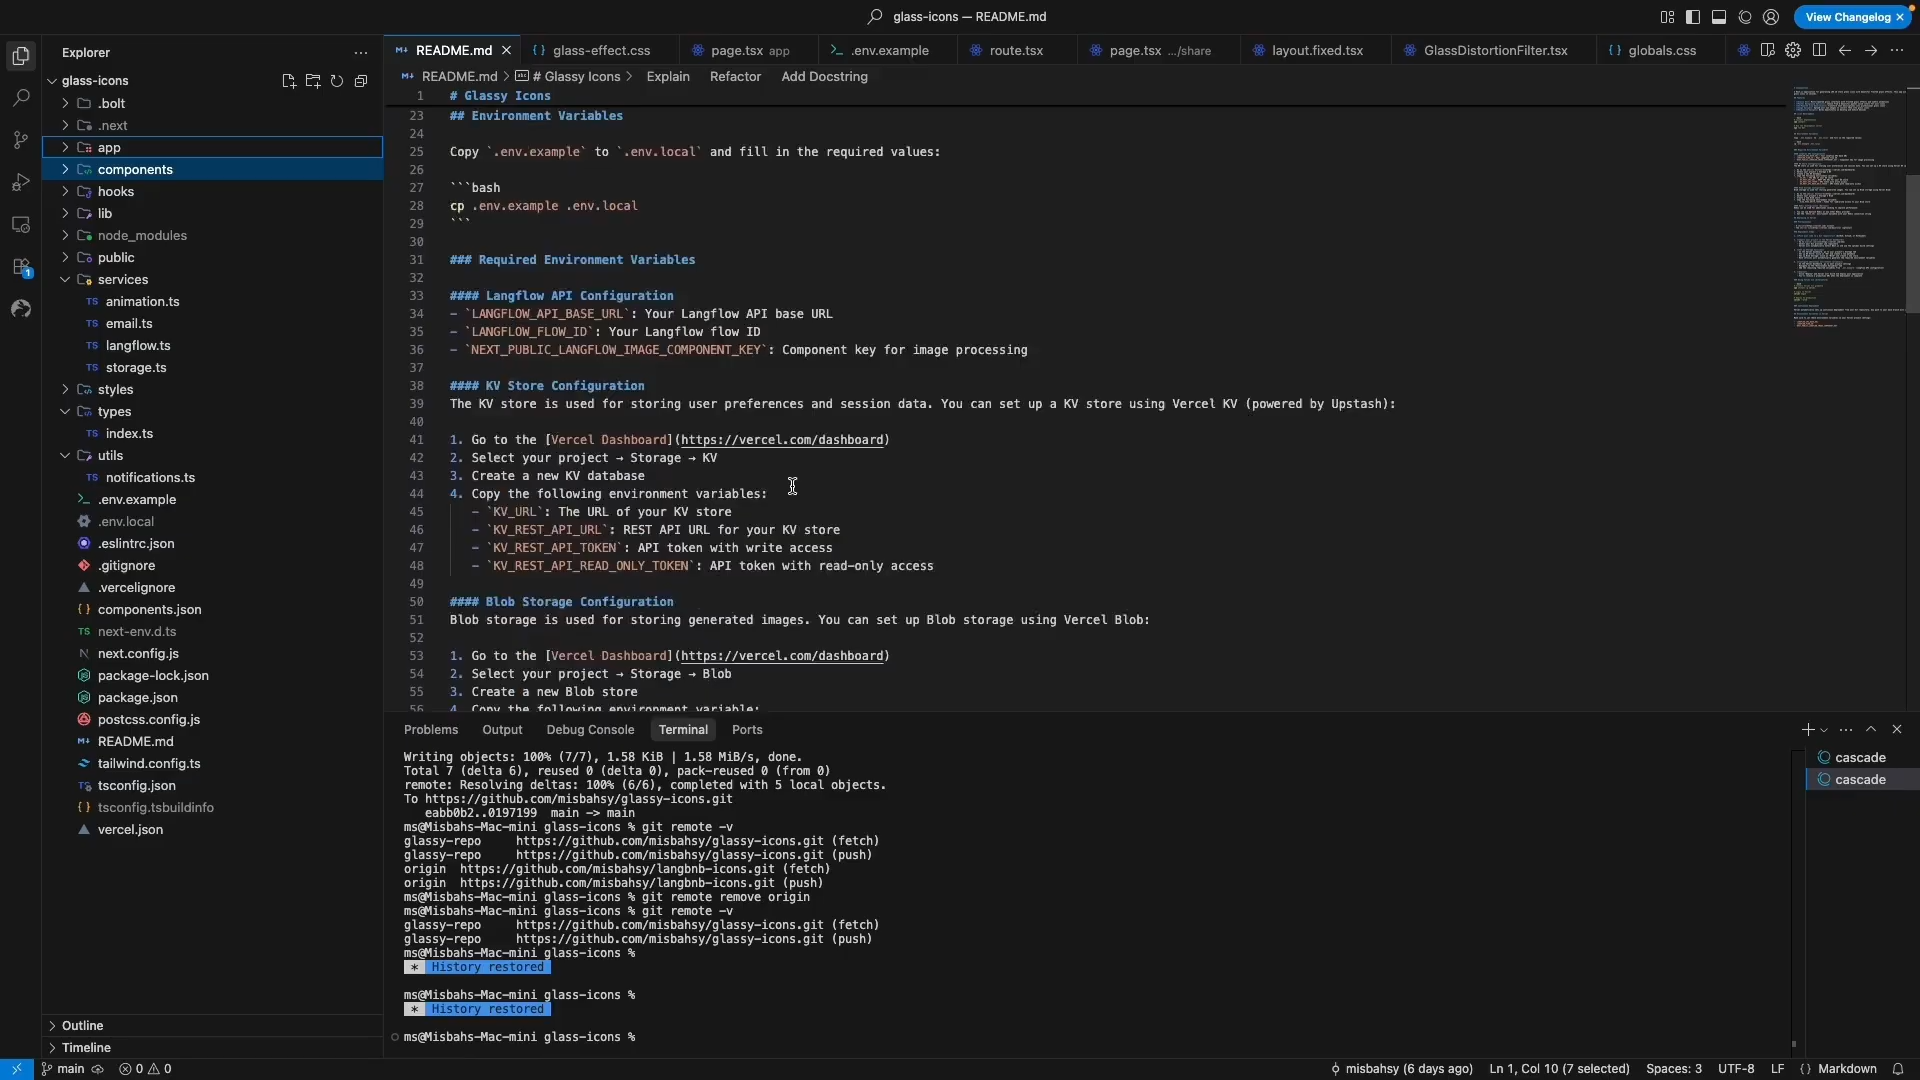 glass-icons — README.md
View Changelog
Explorer
README.md
glass-effect.css
page.tsx app
.env.example
route.tsx
page.tsx .../share
layout.fixed.tsx
GlassDistortionFilter.tsx
globals.css
README.md > # Glassy Icons > Explain Refactor Add Docstring
glass-icons
.bolt
.next
app
components
hooks
lib
node_modules
public
services
TS animation.ts
TS email.ts
TS langflow.ts
TS storage.ts
styles
types
TS index.ts
utils
TS notifications.ts
.env.example
.env.local
.eslintrc.json
.gitignore
.vercelignore
components.json
TS next-env.d.ts
next.config.js
package-lock.json
package.json
postcss.config.js
README.md
tailwind.config.ts
tsconfig.json
tsconfig.tsbuildinfo
vercel.json
Outline
Timeline
1 # Glassy Icons
23 ## Environment Variables
24
25 Copy `.env.example` to `.env.local` and fill in the required values:
26
27 ```bash
28 cp .env.example .env.local
29 ```
30
31 ### Required Environment Variables
32
33 #### Langflow API Configuration
34 - `LANGFLOW_API_BASE_URL`: Your Langflow API base URL
35 - `LANGFLOW_FLOW_ID`: Your Langflow flow ID
36 - `NEXT_PUBLIC_LANGFLOW_IMAGE_COMPONENT_KEY`: Component key for image processing
37
38 #### KV Store Configuration
39 The KV store is used for storing user preferences and session data. You can set up a KV store using Vercel KV (powered by Upstash):
40
41 1. Go to the [Vercel Dashboard](https://vercel.com/dashboard)
42 2. Select your project → Storage → KV
43 3. Create a new KV database
44 4. Copy the following environment variables:
45 - `KV_URL`: The URL of your KV store
46 - `KV_REST_API_URL`: REST API URL for your KV store
47 - `KV_REST_API_TOKEN`: API token with write access
48 - `KV_REST_API_READ_ONLY_TOKEN`: API token with read-only access
49
50 #### Blob Storage Configuration
51 Blob storage is used for storing generated images. You can set up Blob storage using Vercel Blob:
52
53 1. Go to the [Vercel Dashboard](https://vercel.com/dashboard)
54 2. Select your project → Storage → Blob
55 3. Create a new Blob store
56 4. Copy the following environment variable:
Problems Output Debug Console Terminal Ports
Writing objects: 100% (7/7), 1.58 KiB | 1.58 MiB/s, done.
Total 7 (delta 6), reused 0 (delta 0), pack-reused 0 (from 0)
remote: Resolving deltas: 100% (6/6), completed with 5 local objects.
To https://github.com/misbahsy/glassy-icons.git
eabb0b2..0197199 main -> main
ms@Misbahs-Mac-mini glass-icons % git remote -v
glassy-repo https://github.com/misbahsy/glassy-icons.git (fetch)
glassy-repo https://github.com/misbahsy/glassy-icons.git (push)
origin https://github.com/misbahsy/langbnb-icons.git (fetch)
origin https://github.com/misbahsy/langbnb-icons.git (push)
ms@Misbahs-Mac-mini glass-icons % git remote remove origin
ms@Misbahs-Mac-mini glass-icons % git remote -v
glassy-repo https://github.com/misbahsy/glassy-icons.git (fetch)
glassy-repo https://github.com/misbahsy/glassy-icons.git (push)
ms@Misbahs-Mac-mini glass-icons %
* History restored
ms@Misbahs-Mac-mini glass-icons %
* History restored
ms@Misbahs-Mac-mini glass-icons %
cascade
cascade
main 0 0
misbahsy (6 days ago) Ln 1, Col 10 (7 selected) Spaces: 3 UTF-8 LF Markdown